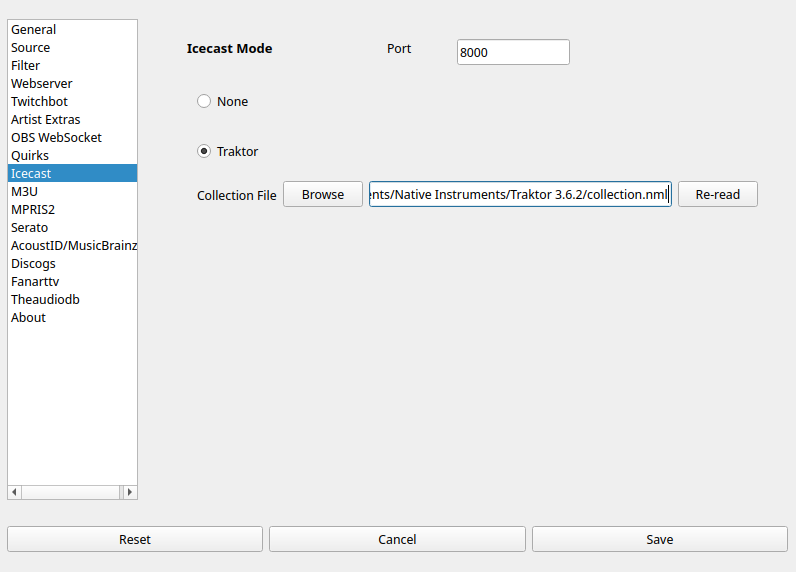 General
Source
Filter
Webserver
Twitchbot
Artist Extras
OBS WebSocket
Quirks
Icecast
M3U
MPRIS2
Serato
AcoustID/MusicBrainz
Discogs
Fanarttv
Theaudiodb
About
Icecast Mode
Port
8000
None
Traktor
Collection File
Browse
ents/Native Instruments/Traktor 3.6.2/collection.nml
Re-read
Reset
Cancel
Save